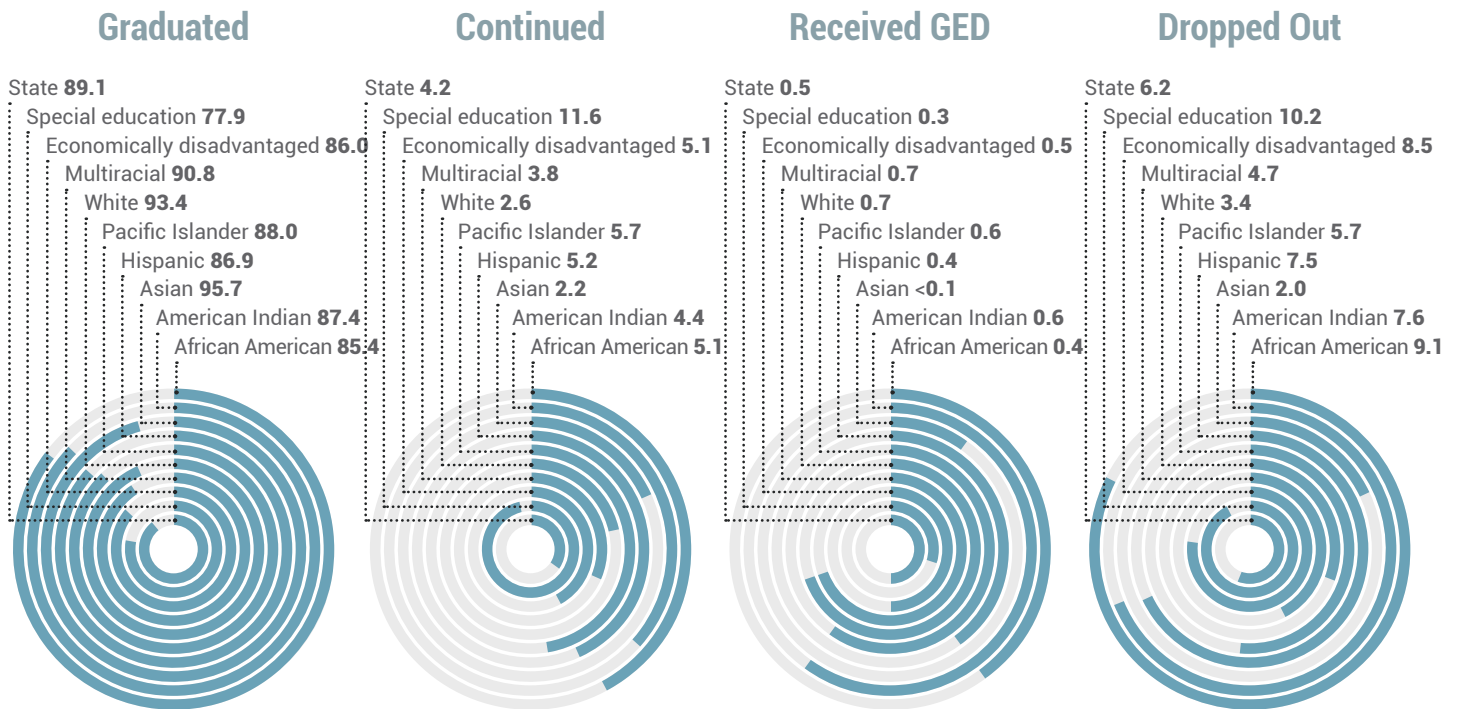 Graduated
State 89.1
Special education 77.9
Economically disadvantaged 86.0
Multiracial 90.8
White 93.4
Pacific Islander 88.0
Hispanic 86.9
Asian 95.7
American Indian 87.4
African American 85.4
Continued
State 4.2
Special education 11.6
Economically disadvantaged 5.1
Multiracial 3.8
White 2.6
Pacific Islander 5.7
Hispanic 5.2
Asian 2.2
American Indian 4.4
African American 5.1
Received GED
State 0.5
Special education 0.3
Economically disadvantaged 0.5
Multiracial 0.7
White 0.7
Pacific Islander 0.6
Hispanic 0.4
Asian <0.1
American Indian 0.6
African American 0.4
Dropped Out
State 6.2
Special education 10.2
Economically disadvantaged 8.5
Multiracial 4.7
White 3.4
Pacific Islander 5.7
Hispanic 7.5
Asian 2.0
American Indian 7.6
African American 9.1